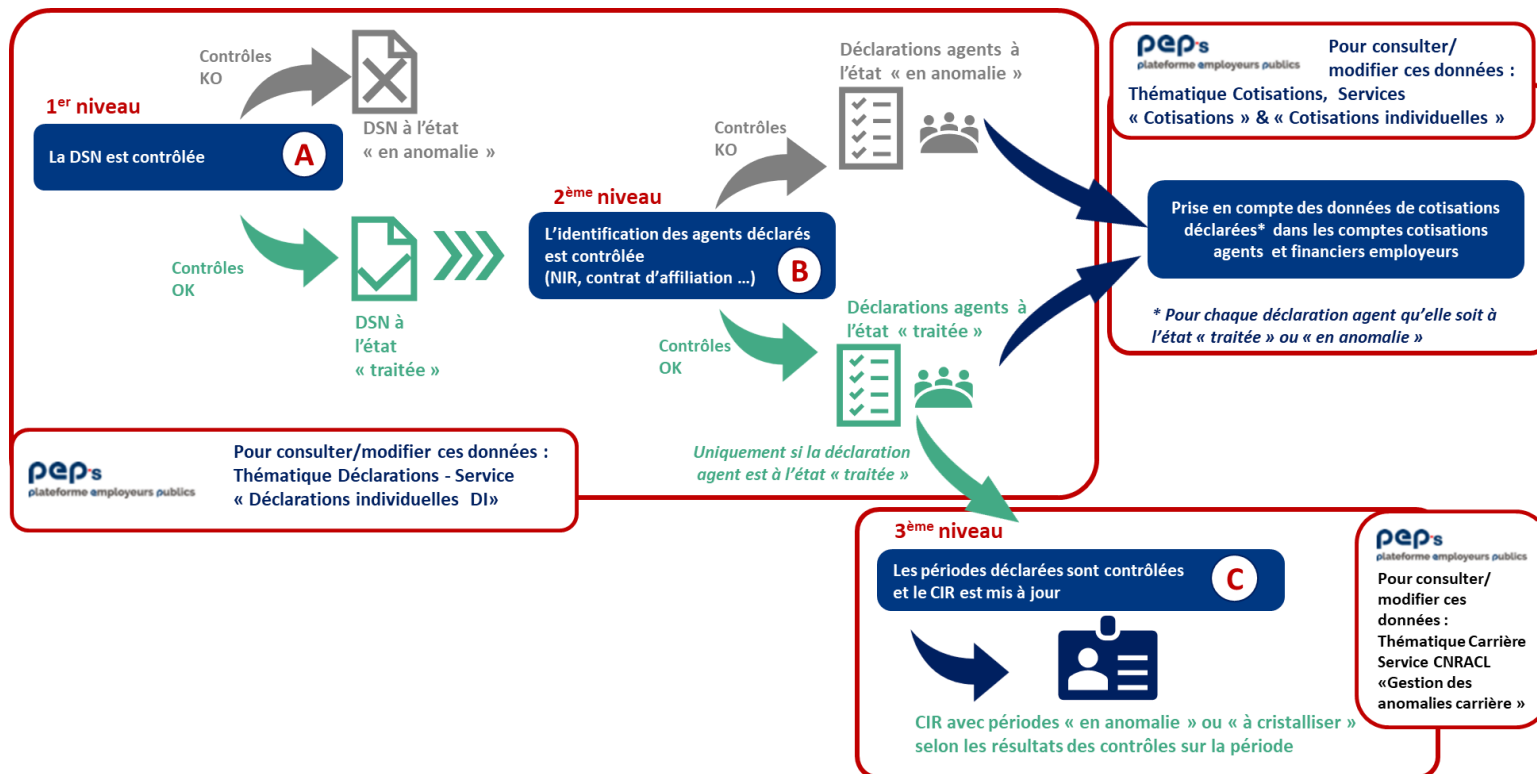 1er niveau
La DSN est contrôlée
A
Contrôles
KO
DSN à l'état
« en anomalie »
Contrôles
OK
DSN à
l'état
« traitée »
2ème niveau
L'identification des agents déclarés
est contrôlée
(NIR, contrat d'affiliation …)
B
Contrôles
KO
Déclarations agents à
l'état « en anomalie »
Contrôles
OK
Déclarations agents à
l'état « traitée »
Uniquement si la déclaration
agent est à l'état « traitée »
pep's
plateforme employeurs publics
Pour consulter/modifier ces données :
Thématique Déclarations - Service
« Déclarations individuelles DI»
pep's
plateforme employeurs publics
Pour consulter/
modifier ces données :
Thématique Cotisations, Services
« Cotisations » & « Cotisations individuelles »
Prise en compte des données de cotisations
déclarées* dans les comptes cotisations
agents et financiers employeurs
* Pour chaque déclaration agent qu'elle soit à
l'état « traitée » ou « en anomalie »
3ème niveau
Les périodes déclarées sont contrôlées
et le CIR est mis à jour
C
CIR avec périodes « en anomalie » ou « à cristalliser »
selon les résultats des contrôles sur la période
pep's
plateforme employeurs publics
Pour consulter/
modifier ces
données :
Thématique Carrière
Service CNRACL
«Gestion des
anomalies carrière »